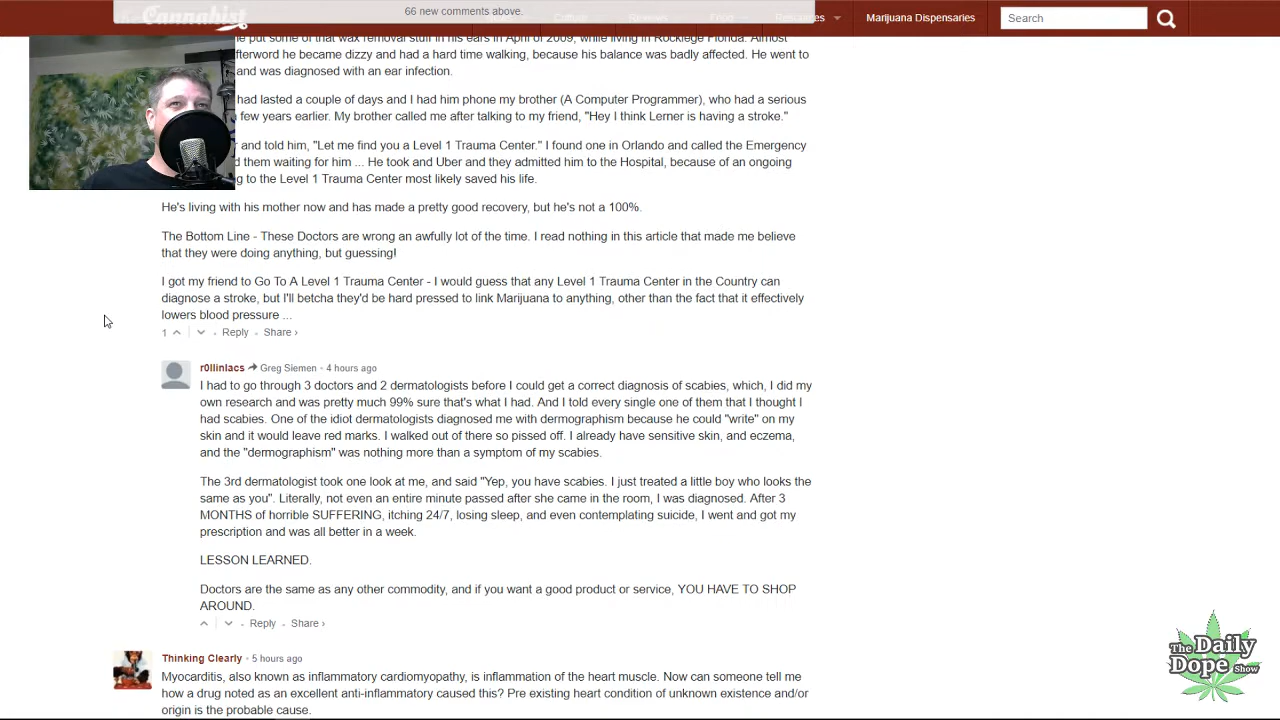 66 new comments above.
Cannabist
Culture
Food
Resources
Marijuana Dispensaries
Search
e put some of that wax removal stuff in his ears in April of 2009, while living in Rockledge Florida. Almost
fterword he became dizzy and had a hard time walking, because his balance was badly affected. He went to
and was diagnosed with an ear infection.
had lasted a couple of days and I had him phone my brother (A Computer Programmer), who had a serious
few years earlier. My brother called me after talking to my friend, "Hey I think Lerner is having a stroke."
and told him, "Let me find you a Level 1 Trauma Center." I found one in Orlando and called the Emergency
d them waiting for him ... He took and Uber and they admitted him to the Hospital, because of an ongoing
g to the Level 1 Trauma Center most likely saved his life.
He's living with his mother now and has made a pretty good recovery, but he's not a 100%.
The Bottom Line - These Doctors are wrong an awfully lot of the time. I read nothing in this article that made me believe
that they were doing anything, but guessing!
I got my friend to Go To A Level 1 Trauma Center - I would guess that any Level 1 Trauma Center in the Country can
diagnose a stroke, but I'll betcha they'd be hard pressed to link Marijuana to anything, other than the fact that it effectively
lowers blood pressure ...
1 Reply Share ›
r0llinlacs Greg Siemen • 4 hours ago
I had to go through 3 doctors and 2 dermatologists before I could get a correct diagnosis of scabies, which, I did my
own research and was pretty much 99% sure that's what I had. And I told every single one of them that I thought I
had scabies. One of the idiot dermatologists diagnosed me with dermographism because he could "write" on my
skin and it would leave red marks. I walked out of there so pissed off. I already have sensitive skin, and eczema,
and the "dermographism" was nothing more than a symptom of my scabies.
The 3rd dermatologist took one look at me, and said "Yep, you have scabies. I just treated a little boy who looks the
same as you". Literally, not even an entire minute passed after she came in the room, I was diagnosed. After 3
MONTHS of horrible SUFFERING, itching 24/7, losing sleep, and even contemplating suicide, I went and got my
prescription and was all better in a week.
LESSON LEARNED.
Doctors are the same as any other commodity, and if you want a good product or service, YOU HAVE TO SHOP
AROUND.
Reply Share ›
Thinking Clearly • 5 hours ago
Myocarditis, also known as inflammatory cardiomyopathy, is inflammation of the heart muscle. Now can someone tell me
how a drug noted as an excellent anti-inflammatory caused this? Pre existing heart condition of unknown existence and/or
origin is the probable cause.
The Daily
Dope Show